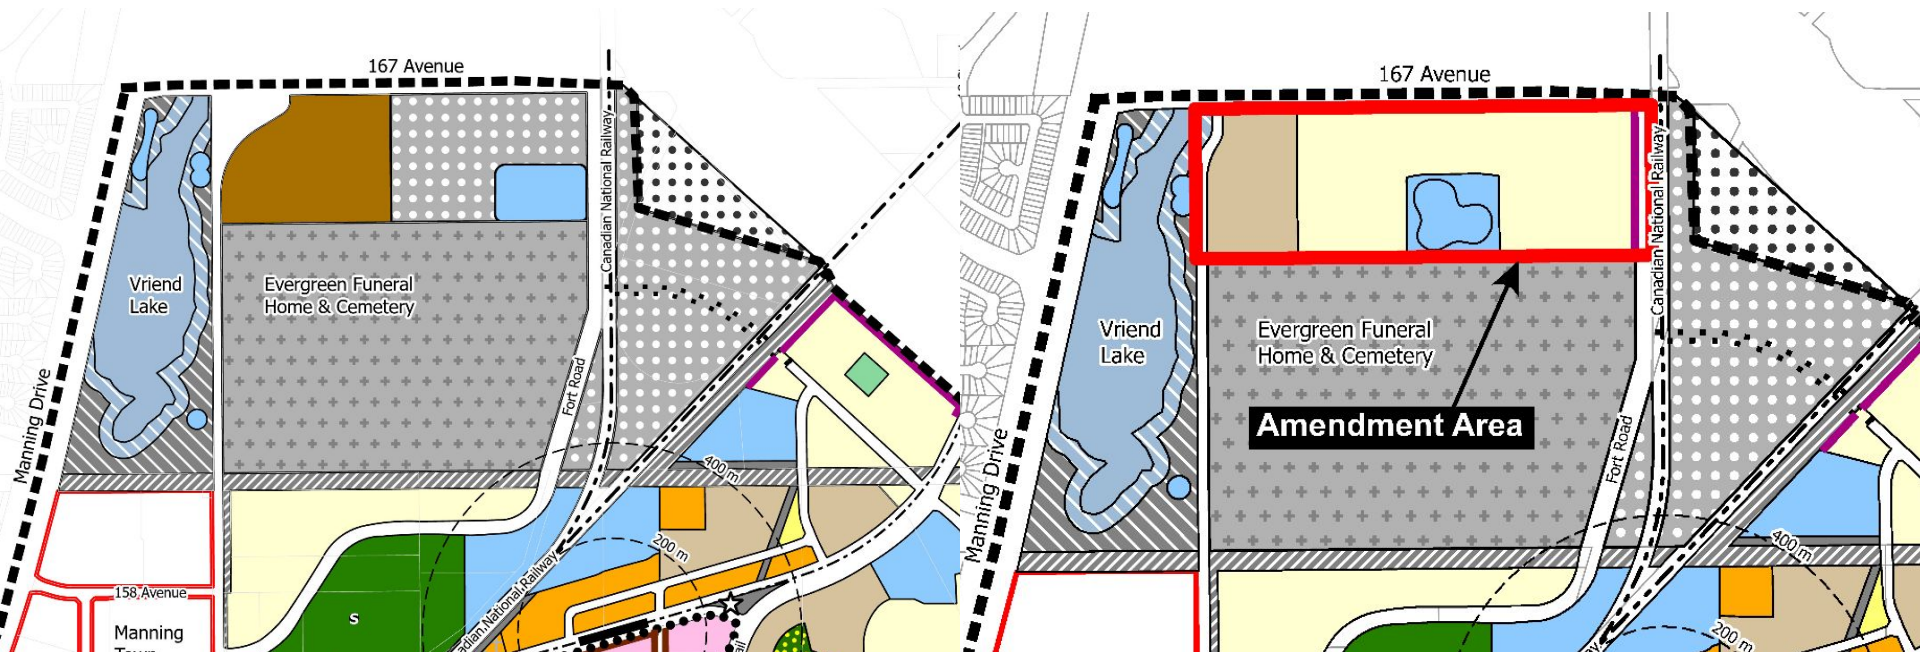 167 Avenue
Canadian National Railway
Vriend
Lake
Evergreen Funeral
Home & Cemetery
Manning Drive
Fort Road
400 m
200 m
158 Avenue
S
Manning
adian National Railway
167 Avenue
Canadian National Railway
Vriend
Lake
Evergreen Funeral
Home & Cemetery
Amendment Area
Manning Drive
Fort Road
400 m
200 m